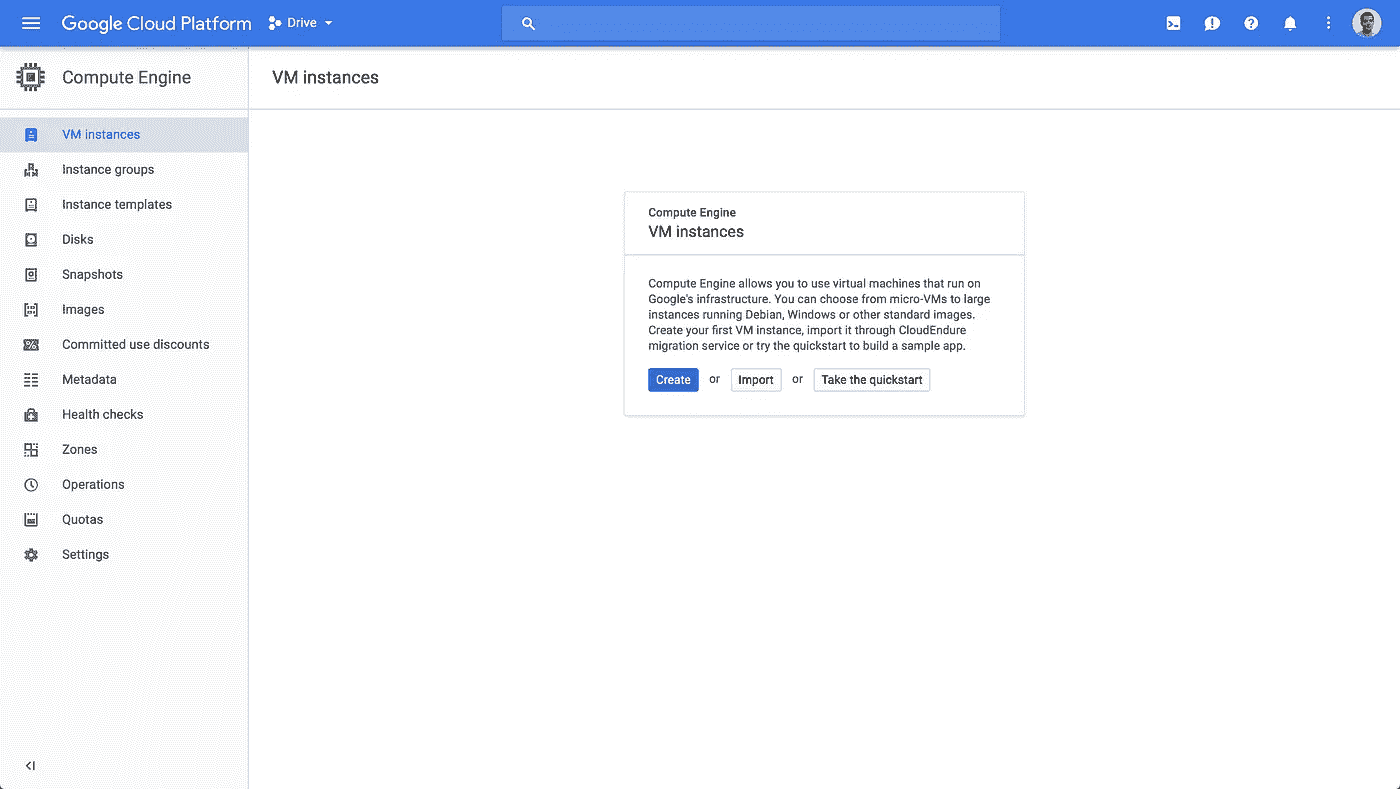 Google Cloud Platform
Drive
Compute Engine
VM instances
VM instances
Instance groups
Instance templates
Disks
Snapshots
Images
Committed use discounts
Metadata
Health checks
Zones
Operations
Quotas
Settings
Compute Engine
VM instances
Compute Engine allows you to use virtual machines that run on
Google's infrastructure. You can choose from micro-VMs to large
instances running Debian, Windows or other standard images.
Create your first VM instance, import it through CloudEndure
migration service or try the quickstart to build a sample app.
Create or Import or Take the quickstart